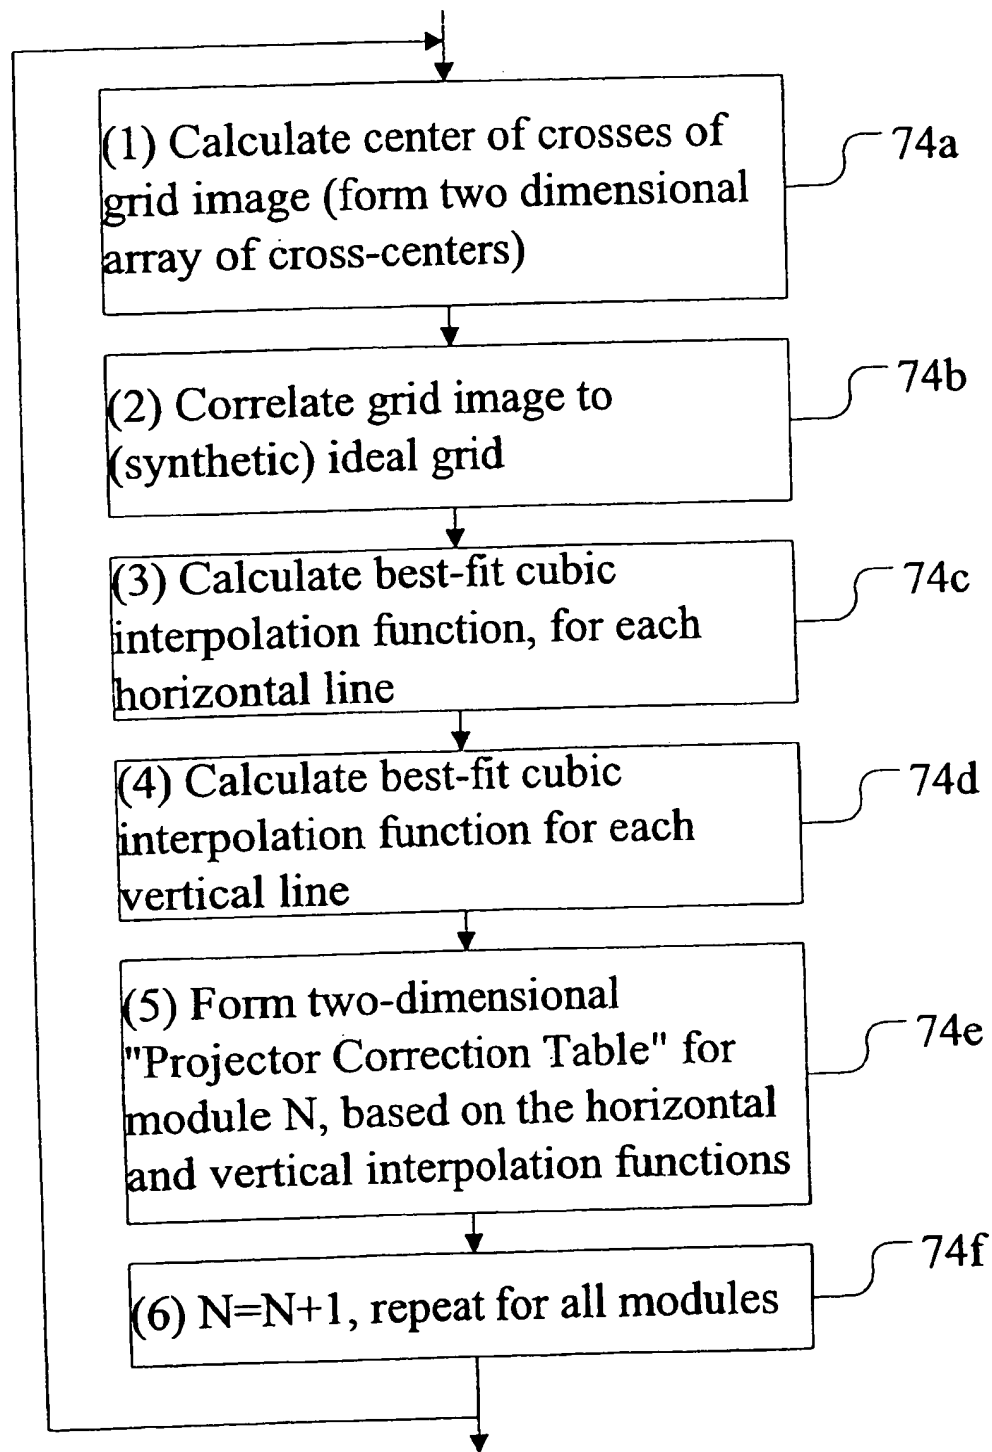 (1) Calculate center of crosses of
grid image (form two dimensional
array of cross-centers)
74a
(2) Correlate grid image to
(synthetic) ideal grid
74b
(3) Calculate best-fit cubic
interpolation function, for each
horizontal line
74c
(4) Calculate best-fit cubic
interpolation function for each
vertical line
74d
(5) Form two-dimensional
"Projector Correction Table" for
module N, based on the horizontal
and vertical interpolation functions
74e
(6) N=N+1, repeat for all modules
74f